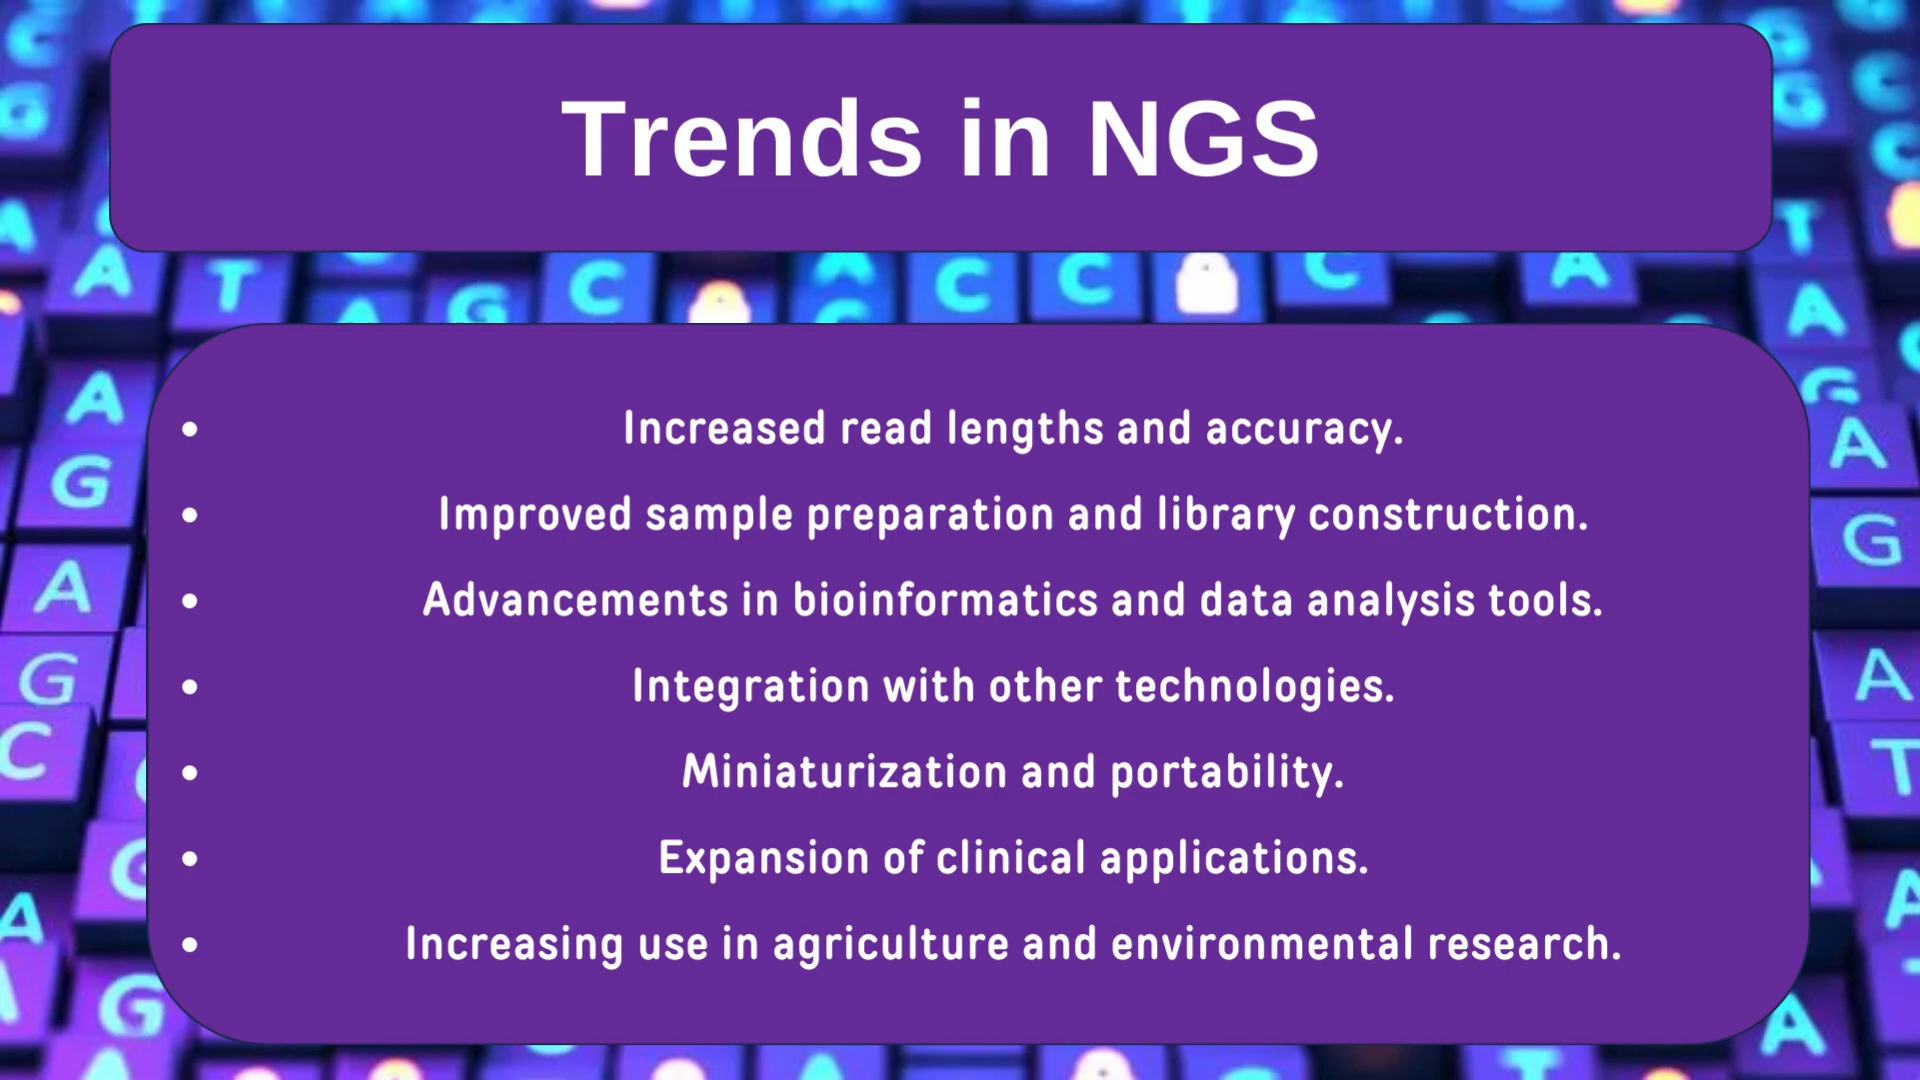 Trends in NGS
• Increased read lengths and accuracy.
• Improved sample preparation and library construction.
• Advancements in bioinformatics and data analysis tools.
• Integration with other technologies.
• Miniaturization and portability.
• Expansion of clinical applications.
• Increasing use in agriculture and environmental research.